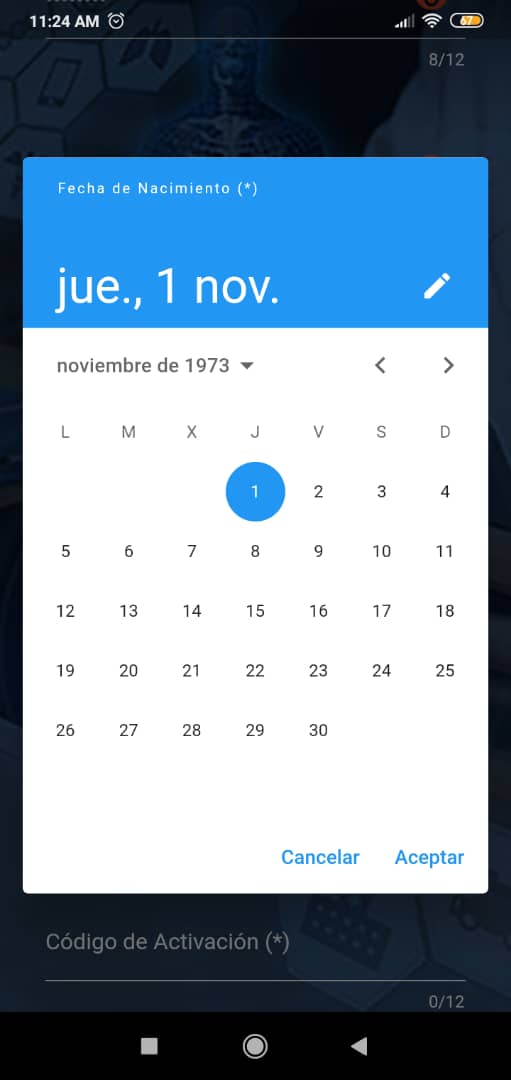 11:24 AM 67
8/12
Fecha de Nacimiento (*)
jue., 1 nov.
noviembre de 1973
L M X J V S D
1 2 3 4
5 6 7 8 9 10 11
12 13 14 15 16 17 18
19 20 21 22 23 24 25
26 27 28 29 30
Cancelar Aceptar
Código de Activación (*)
0/12